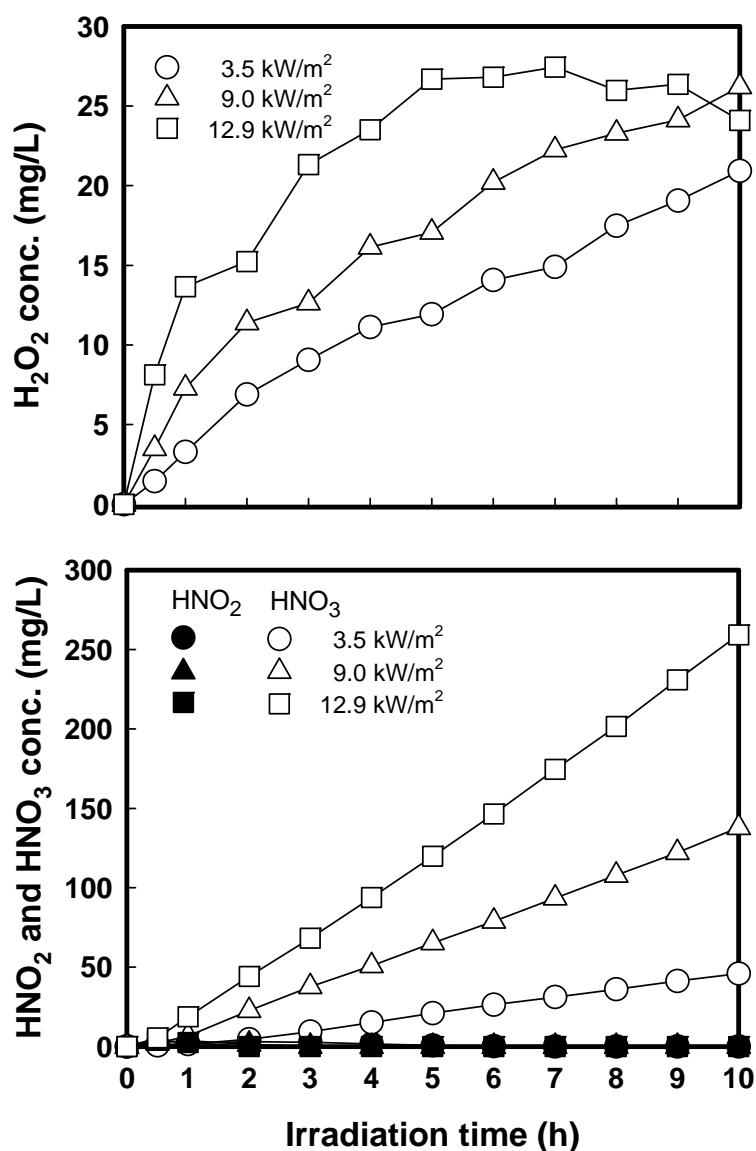 H₂O₂ conc. (mg/L)
30
25
20
15
10
5
0
3.5 kW/m²
9.0 kW/m²
12.9 kW/m²
HNO₂ and HNO₃ conc. (mg/L)
300
250
200
150
100
50
0
HNO₂ HNO₃
3.5 kW/m²
9.0 kW/m²
12.9 kW/m²
0 1 2 3 4 5 6 7 8 9 10
Irradiation time (h)